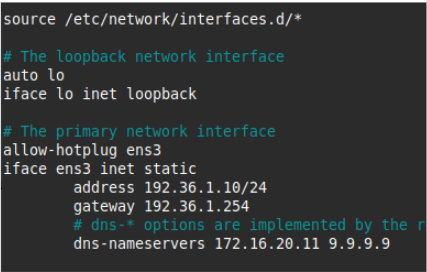 source /etc/network/interfaces.d/*
# The loopback network interface
auto lo
iface lo inet loopback
# The primary network interface
allow-hotplug ens3
iface ens3 inet static
address 192.36.1.10/24
gateway 192.36.1.254
# dns-* options are implemented by the
dns-nameservers 172.16.20.11 9.9.9.9